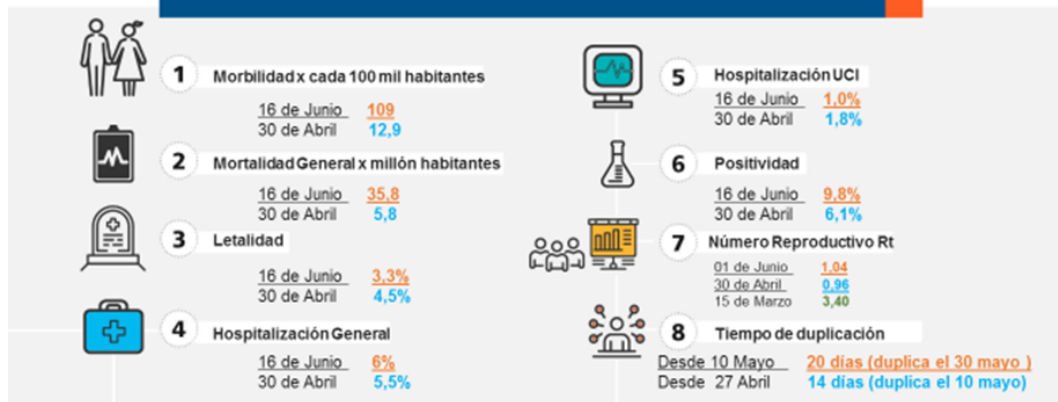 1 Morbilidad x cada 100 mil habitantes
16 de Junio 109
30 de Abril 12,9
2 Mortalidad General x millón habitantes
16 de Junio 35,8
30 de Abril 5,8
3 Letalidad
16 de Junio 3,3%
30 de Abril 4,5%
4 Hospitalización General
16 de Junio 6%
30 de Abril 5,5%
5 Hospitalización UCI
16 de Junio 1,0%
30 de Abril 1,8%
6 Positividad
16 de Junio 9,8%
30 de Abril 6,1%
7 Número Reproductivo Rt
01 de Junio 1,04
30 de Abril 0,96
15 de Marzo 3,40
8 Tiempo de duplicación
Desde 10 Mayo 20 días (duplica el 30 mayo )
Desde 27 Abril 14 días (duplica el 10 mayo)